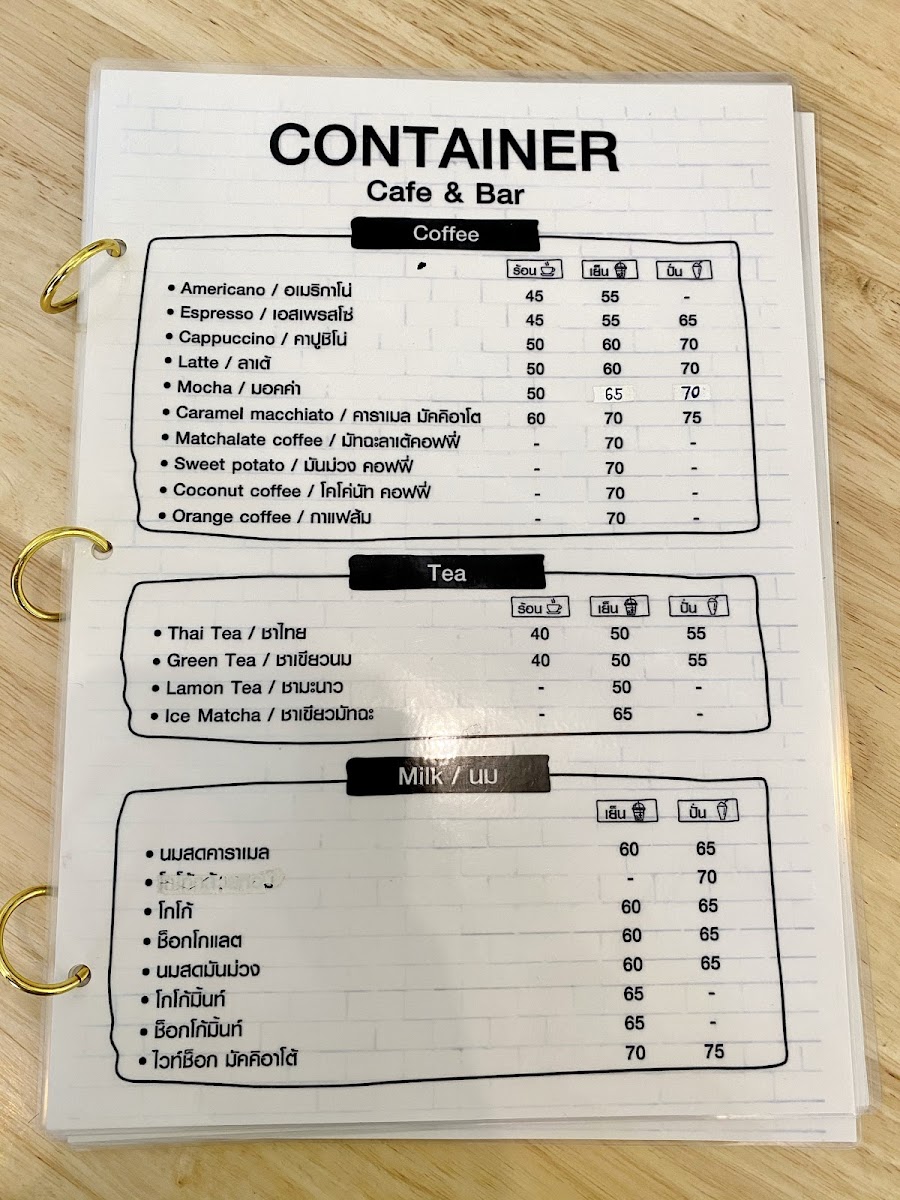 CONTAINER
Cafe & Bar
Coffee
ร้อน เย็น ปั่น
• Americano / อเมริกาโน่ 45 55 -
• Espresso / เอสเพรสโซ่ 45 55 65
• Cappuccino / คาปูชิโน่ 50 60 70
• Latte / ลาเต้ 50 60 70
• Mocha / มอคค่า 50 65 70
• Caramel macchiato / คาราเมล มัคคิอาโต 60 70 75
• Matchalate coffee / มัทฉะลาเต้คอฟฟี่ - 70 -
• Sweet potato / มันม่วง คอฟฟี่ - 70 -
• Coconut coffee / โคโค่นัท คอฟฟี่ - 70 -
• Orange coffee / กาแฟส้ม - 70 -
Tea
ร้อน เย็น ปั่น
• Thai Tea / ชาไทย 40 50 55
• Green Tea / ชาเขียวนม 40 50 55
• Lamon Tea / ชามะนาว - 50 -
• Ice Matcha / ชาเขียวมัทฉะ - 65 -
Milk / นม
เย็น ปั่น
• นมสดคาราเมล 60 65
• - 70
• โกโก้ 60 65
• ช็อกโกแลต 60 65
• นมสดมันม่วง 60 65
• โกโก้มิ้นท์ 65 -
• ช็อกโก้มิ้นท์ 65 -
• ไวท์ช็อก มัคคิอาโต้ 70 75